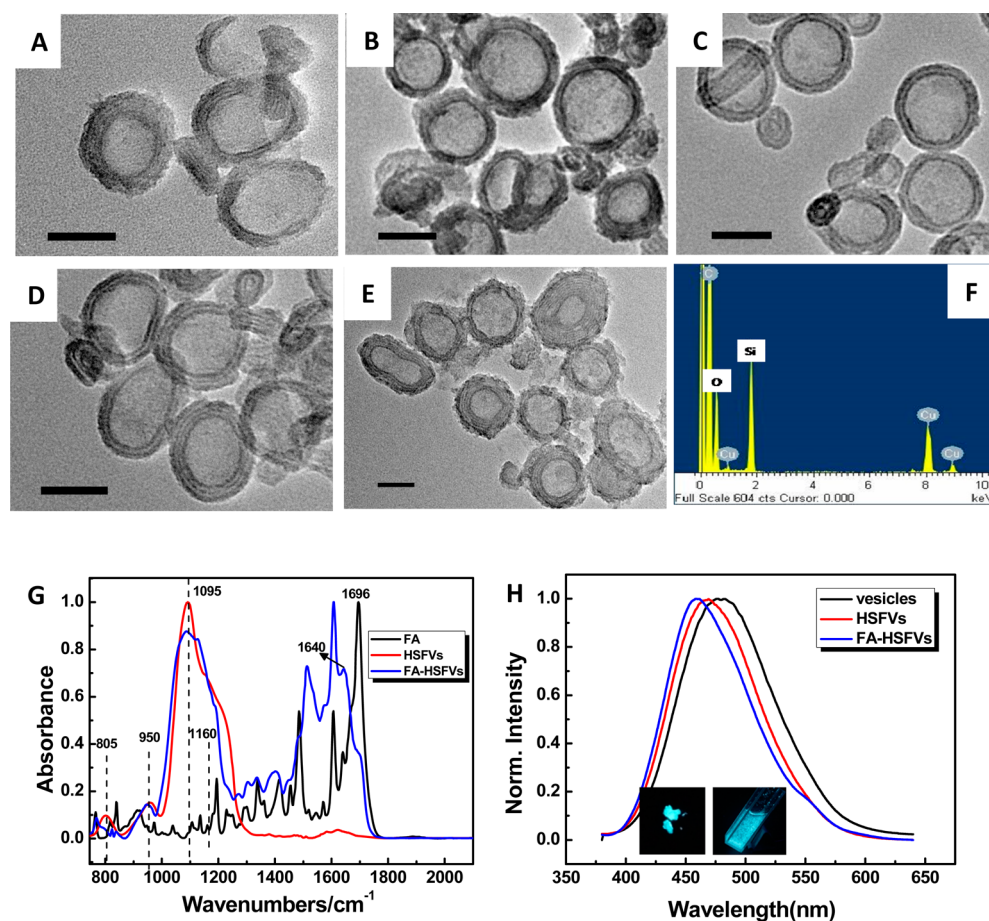 A
B
C
D
E
F
C
O
Si
Cu
Cu
Cu
0 2 4 6 8 10
Full Scale 604 cts Cursor: 0.000
keV
G
1095
1696
FA
HSFVs
FA-HSFVs
1640
805
950
1160
Absorbance
1.0
0.8
0.6
0.4
0.2
0.0
800 1000 1200 1400 1600 1800 2000
Wavenumbers/cm-1
H
vesicles
HSFVs
FA-HSFVs
Norm. Intensity
1.0
0.8
0.6
0.4
0.2
0.0
350 400 450 500 550 600 650
Wavelength(nm)